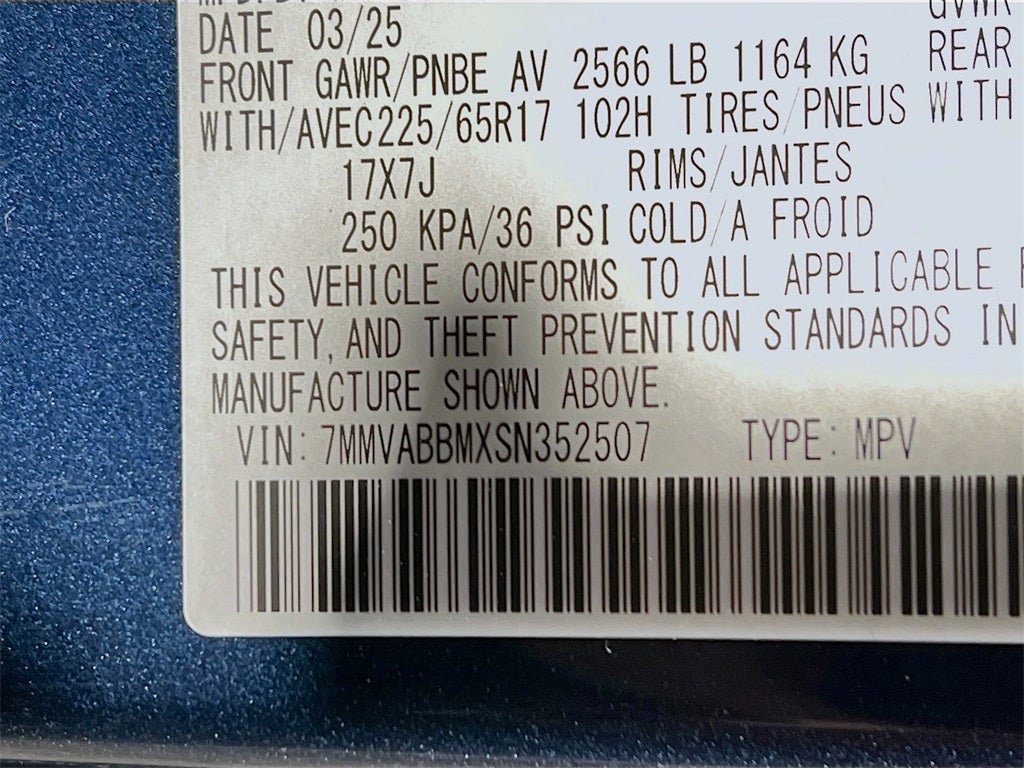 DATE 03/25
GVWR
FRONT GAWR/PNBE AV 2566 LB 1164 KG REAR
WITH/AVEC225/65R17 102H TIRES/PNEUS WITH
17X7J RIMS/JANTES
250 KPA/36 PSI COLD/A FROID
THIS VEHICLE CONFORMS TO ALL APPLICABLE
SAFETY, AND THEFT PREVENTION STANDARDS IN
MANUFACTURE SHOWN ABOVE.
VIN: 7MMVABBMXSN352507 TYPE: MPV